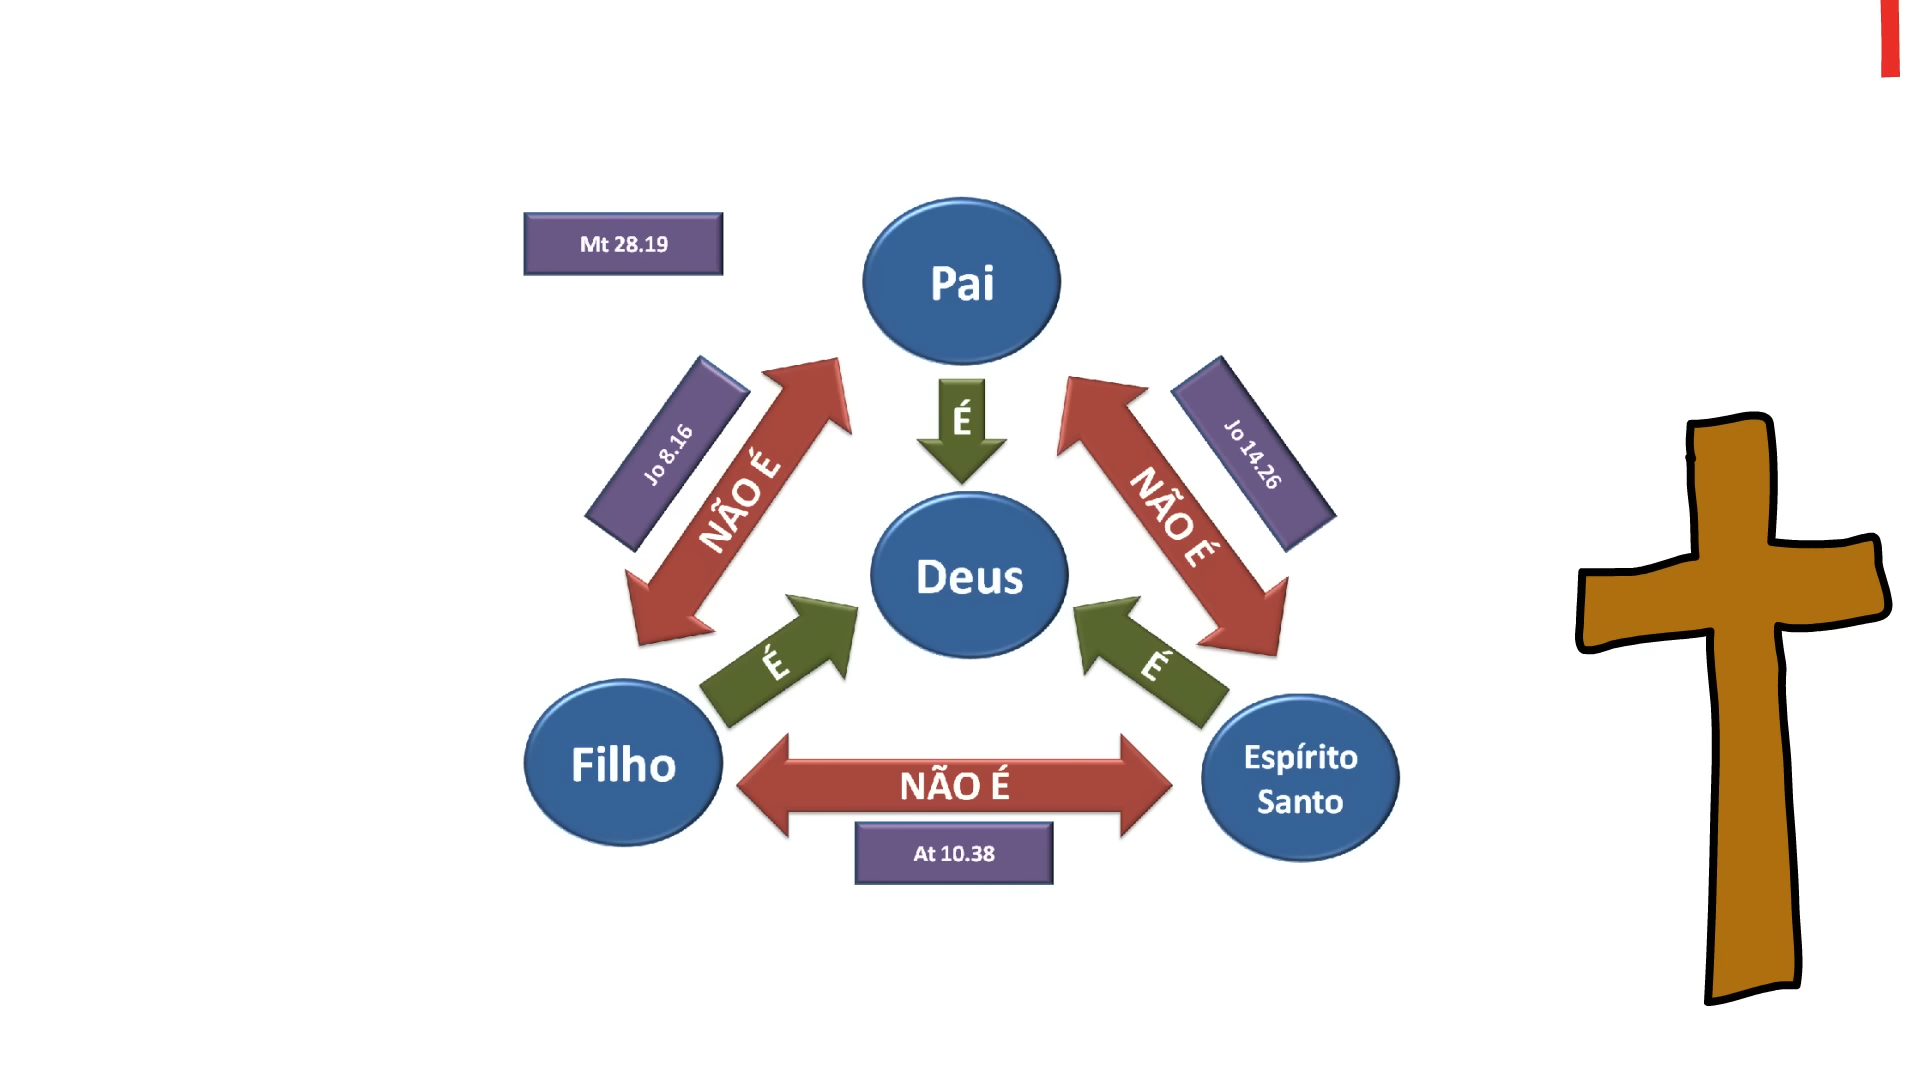 Mt 28.19
Pai
Jo 8.16
NÃO É
É
NÃO É
Jo 14.26
Deus
É
É
Filho
NÃO É
Espírito
Santo
At 10.38